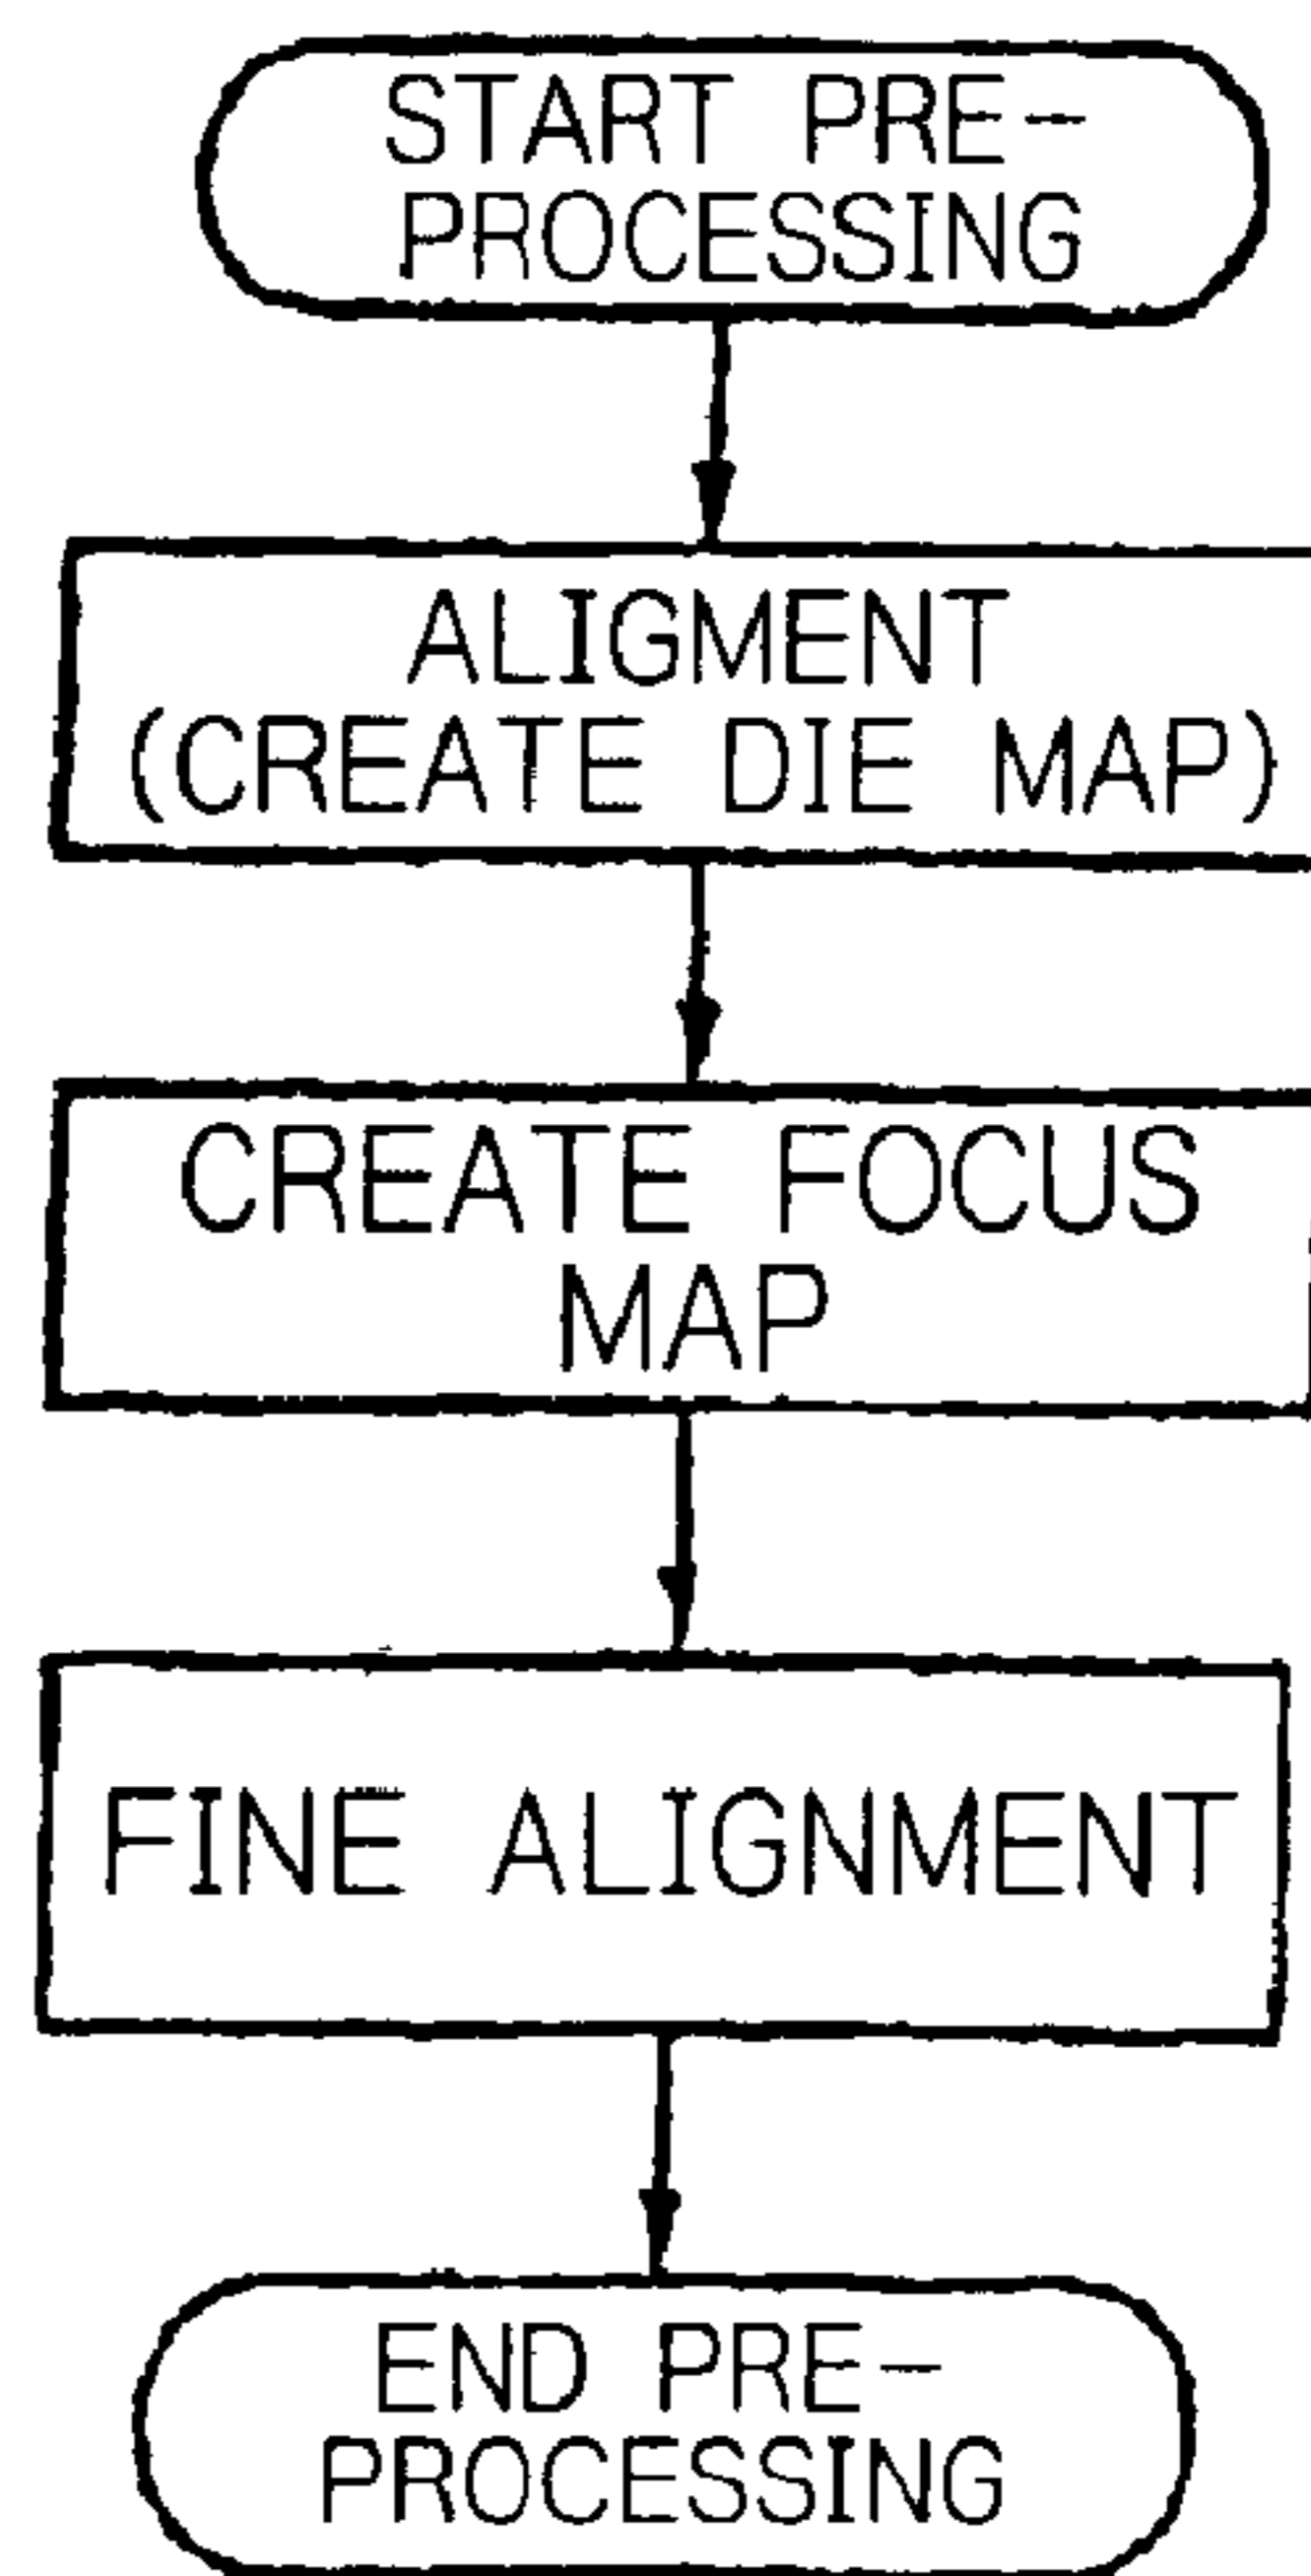 START PRE-
PROCESSING
ALIGMENT
(CREATE DIE MAP)
CREATE FOCUS
MAP
FINE ALIGNMENT
END PRE-
PROCESSING